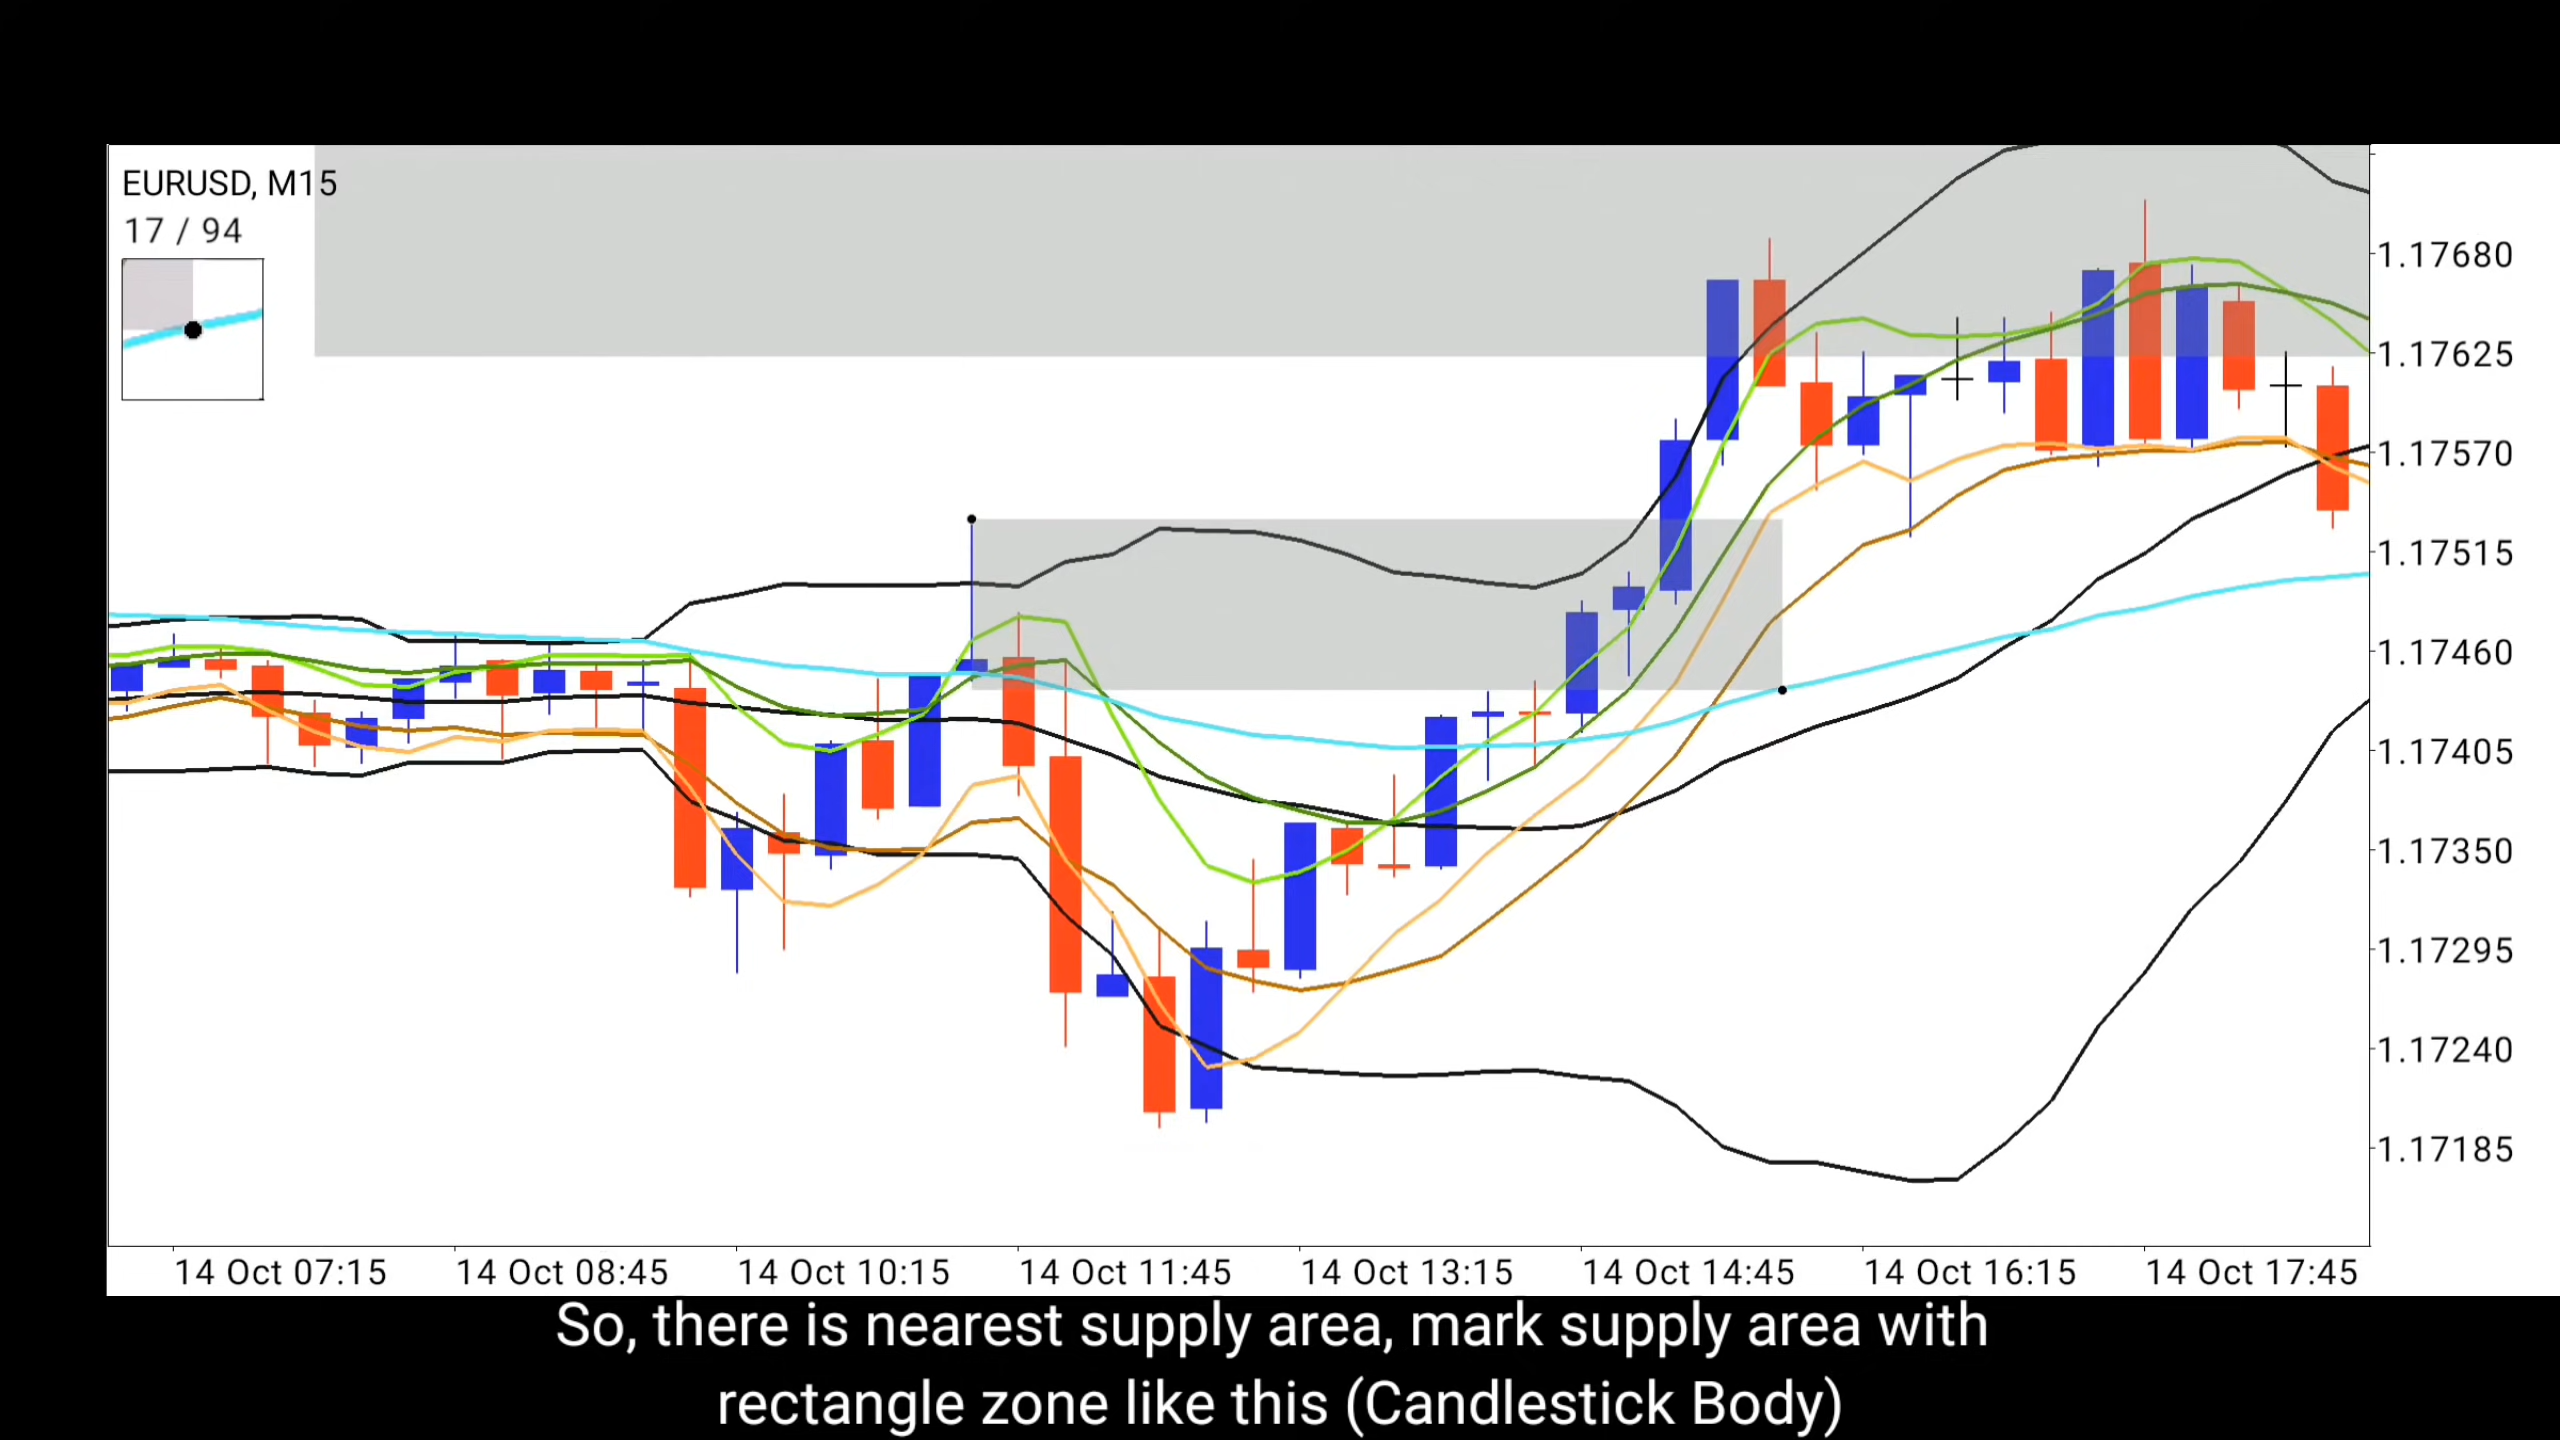 EURUSD, M15
17 / 94
1.17680
1.17625
1.17570
1.17515
1.17460
1.17405
1.17350
1.17295
1.17240
1.17185
14 Oct 07:15 14 Oct 08:45 14 Oct 10:15 14 Oct 11:45 14 Oct 13:15 14 Oct 14:45 14 Oct 16:15 14 Oct 17:45
So, there is nearest supply area, mark supply area with
rectangle zone like this (Candlestick Body)